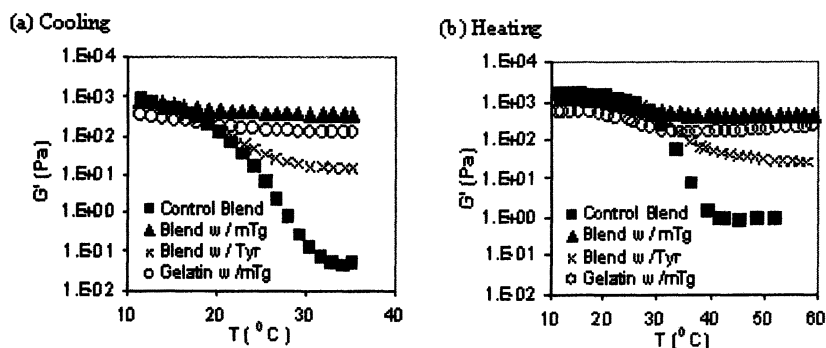 (a) Cooling
1.E+04
1.E+03
1.E+02
1.E+01
1.E+00
1.E-01
1.E-02
G' (Pa)
■ Control Blend
▲ Blend w / mTg
× Blend w / Tyr
○ Gelatin w /mTg
10 20 30 40
T ( °C)
(b) Heating
1.E+04
1.E+03
1.E+02
1.E+01
1.E+00
1.E-01
1.E-02
G' (Pa)
■ Control Blend
▲ Blend w / mTg
× Blend w /Tyr
○ Gelatin w /mTg
10 20 30 40 50 60
T ( °C)